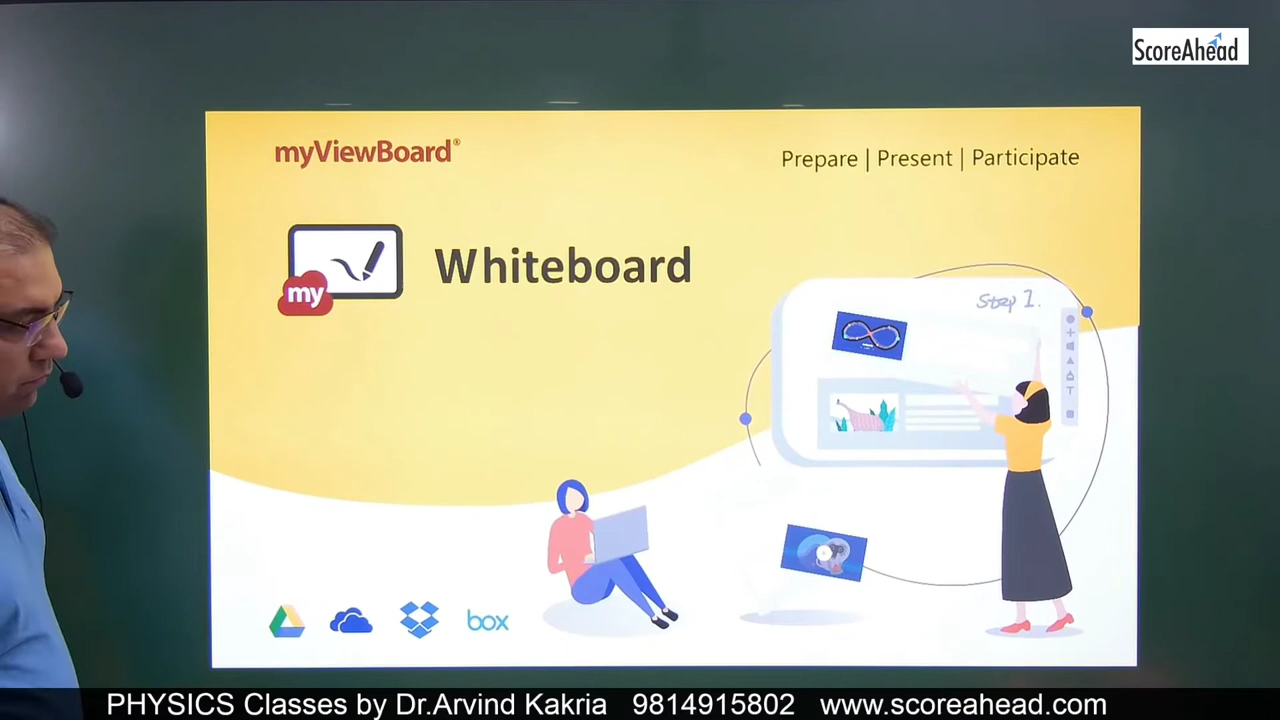 ScoreAhead
myViewBoard®
Prepare | Present | Participate
my
Whiteboard
Step 1.
box
PHYSICS Classes by Dr.Arvind Kakria 9814915802 www.scoreahead.com